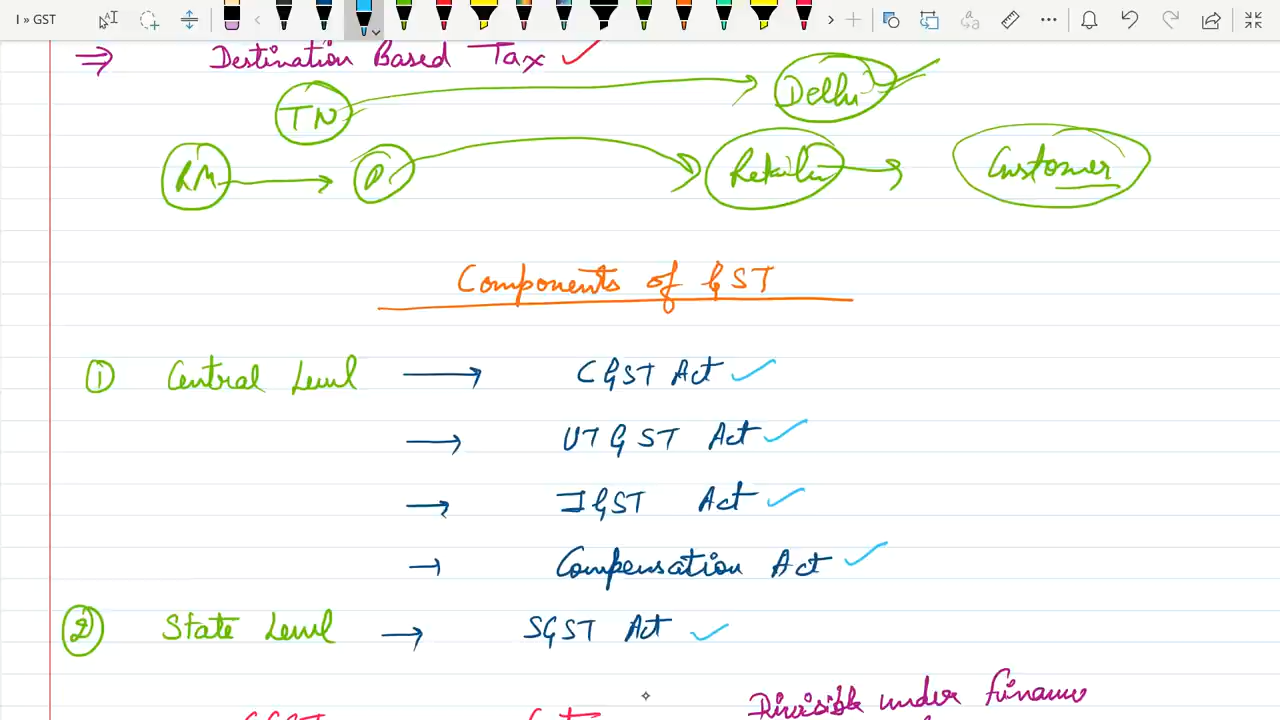 I » GST
⇒ Destination Based Tax ✓
TN → Delhi
RM → P → Retailer → Customer
Components of GST
① Central Level → CGST Act ✓
→ UTGST Act ✓
→ IGST Act ✓
→ Compensation Act ✓
② State Level → SGST Act ✓
Divisible under finance